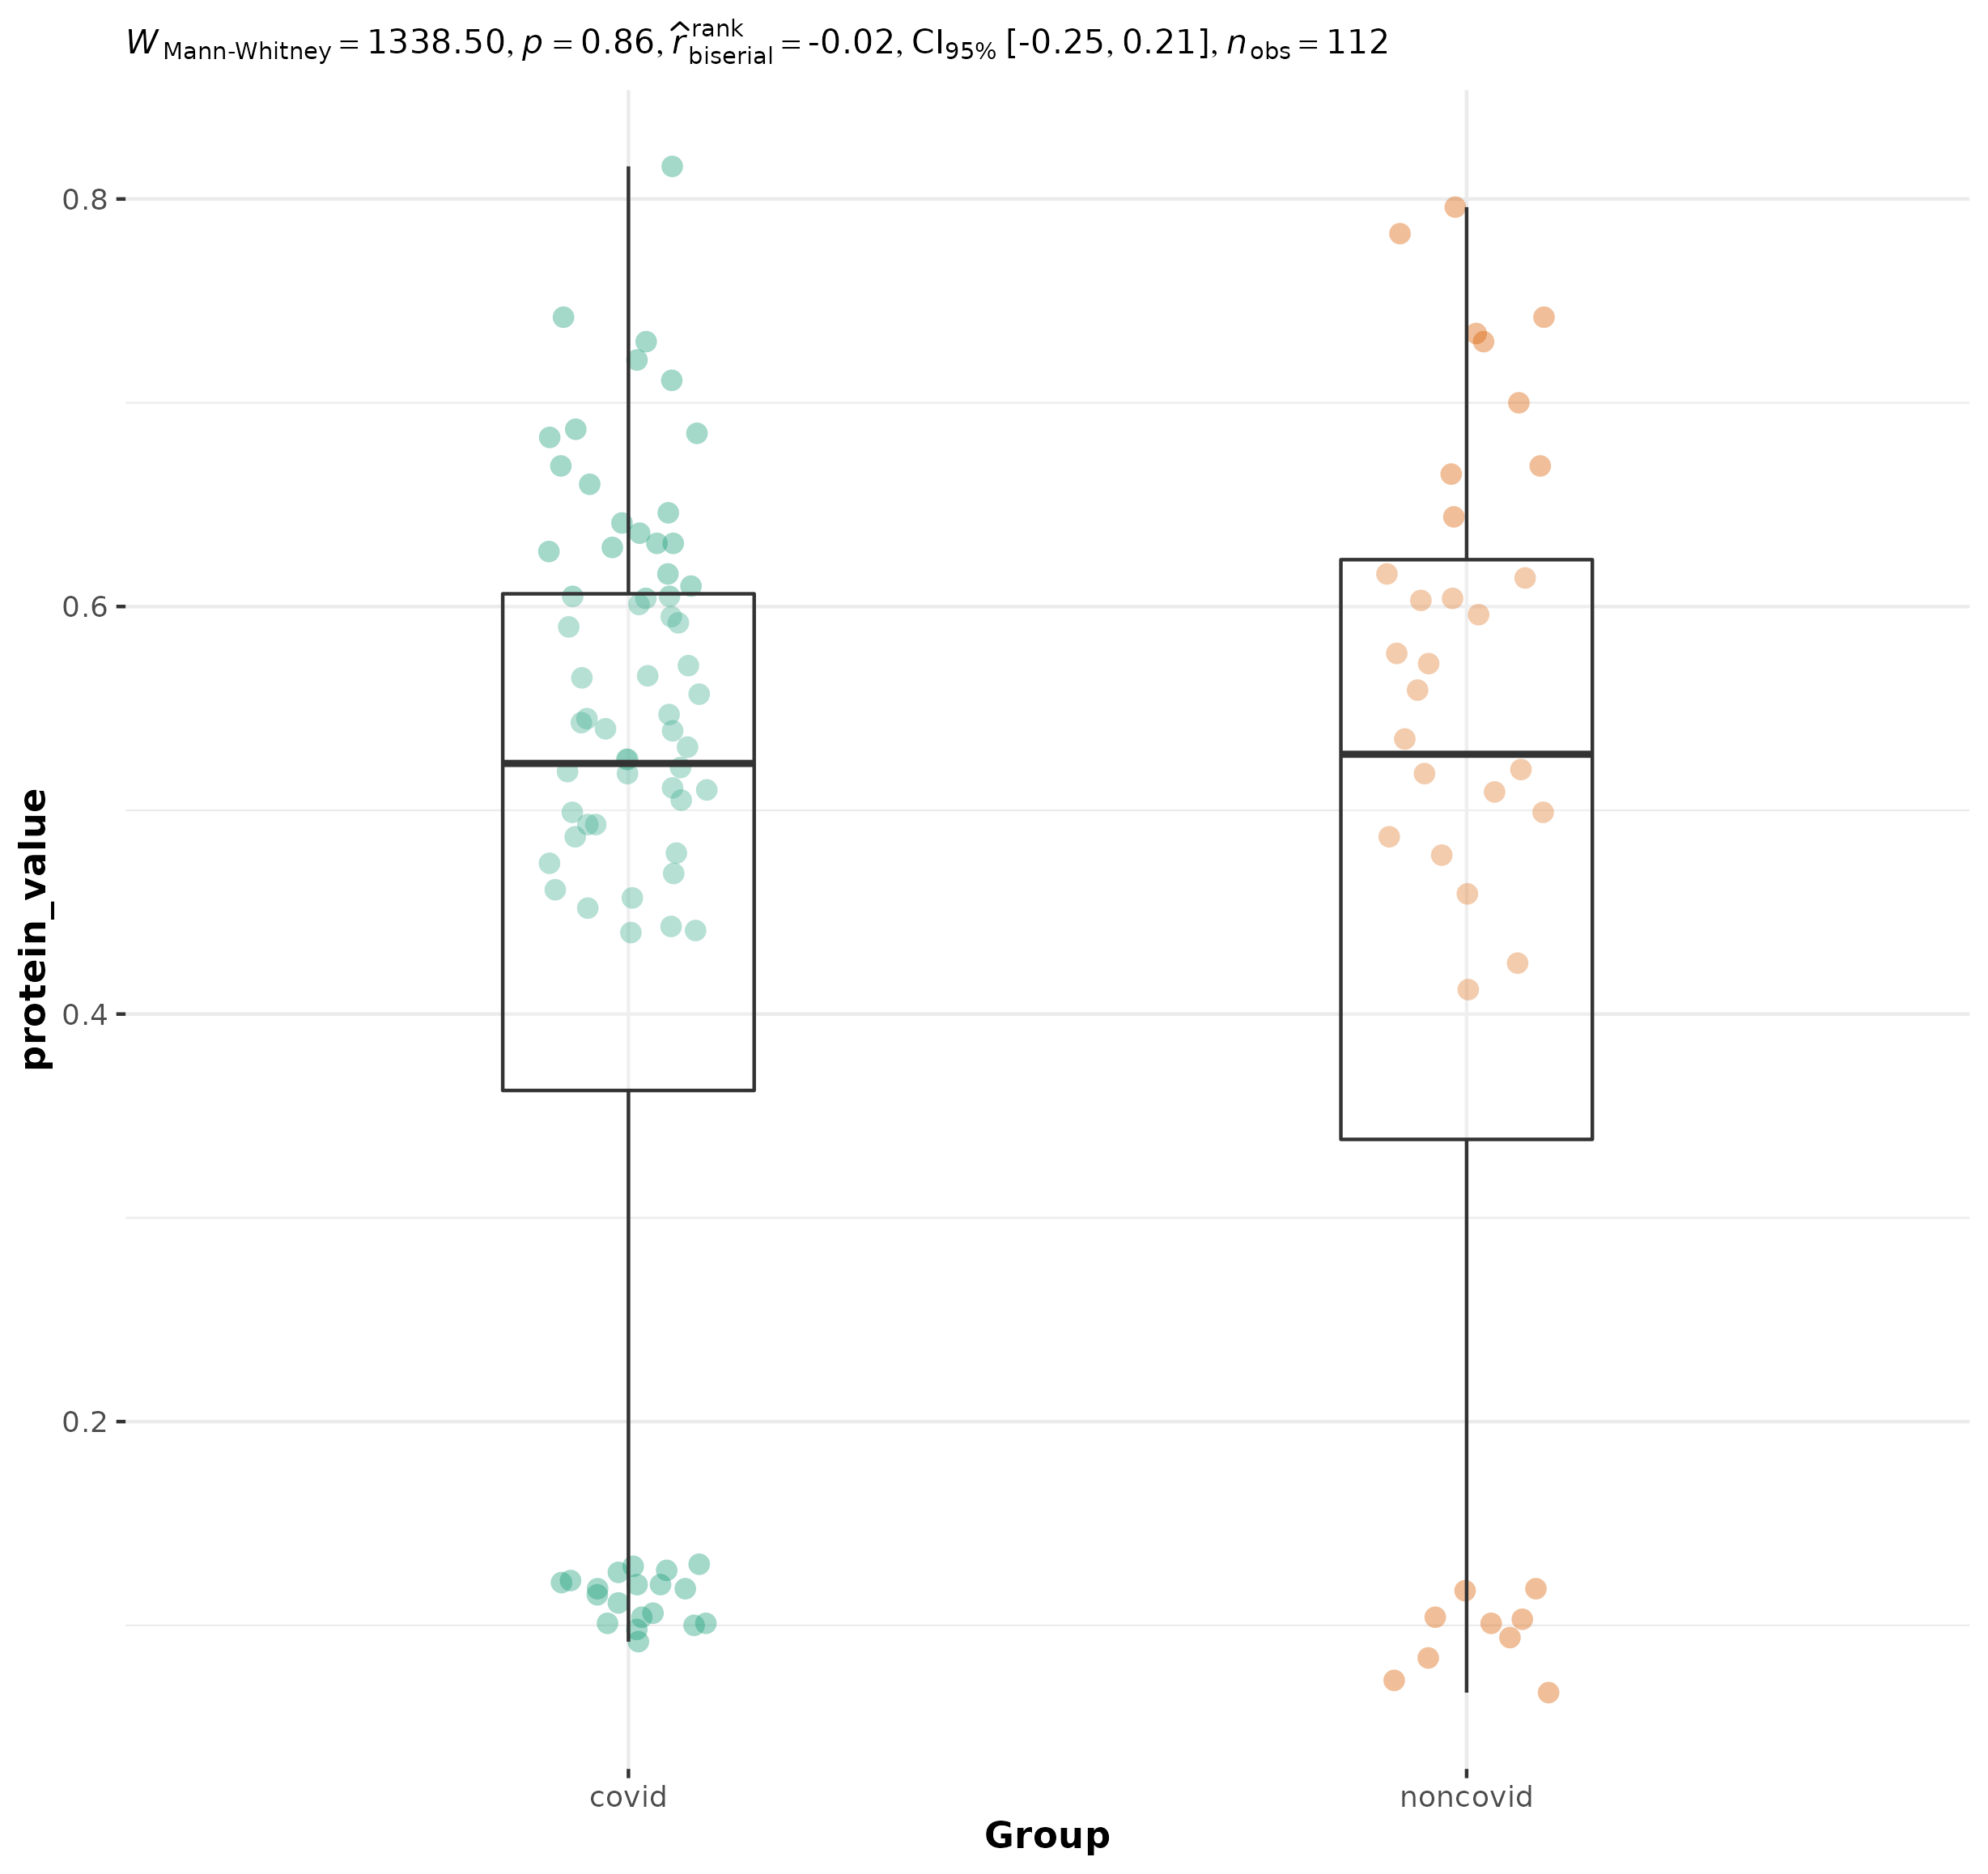 W Mann-Whitney = 1338.50, p = 0.86, r̂ rank biserial = -0.02, CI95% [-0.25, 0.21], nobs = 112
0.8
0.6
0.4
0.2
protein_value
covid noncovid
Group